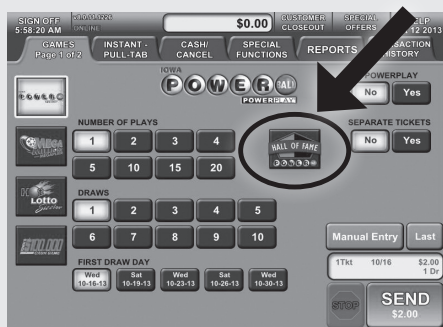 SIGN OFF
5:58:20 AM
ONLINE
$0.00
CUSTOMER CLOSEOUT
SPECIAL OFFERS
12 2013
GAMES
Page 1 of 2
INSTANT - PULL-TAB
CASH/ CANCEL
SPECIAL FUNCTIONS
REPORTS
HISTORY
IOWA
POWERBALL
POWERPLAY
POWERPLAY
No Yes
NUMBER OF PLAYS
SEPARATE TICKETS
1 2 3 4
HALL OF FAME
No Yes
5 10 15 20
Lotto
DRAWS
1 2 3 4 5
6 7 8 9 10
$100,000
Manual Entry Last
FIRST DRAW DAY
Wed 10-16-13
Sat 10-19-13
Wed 10-23-13
Sat 10-26-13
Wed 10-30-13
1Tkt 10/16 $2.00
1 Dr
STOP
SEND
$2.00